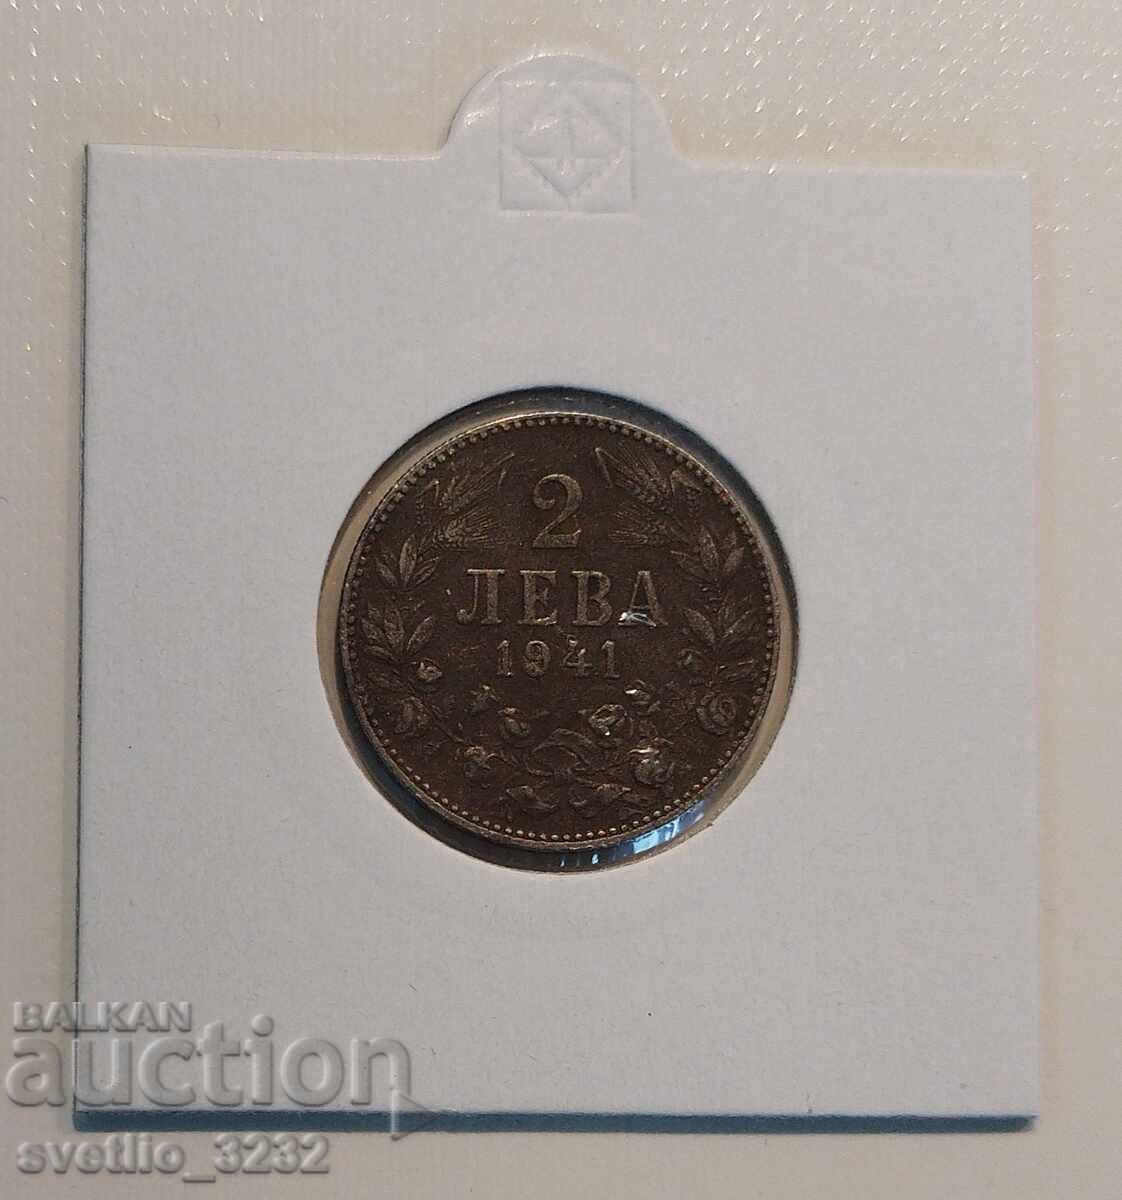 2
ЛЕВА
1941
BALKAN
auction
svetlio_3232